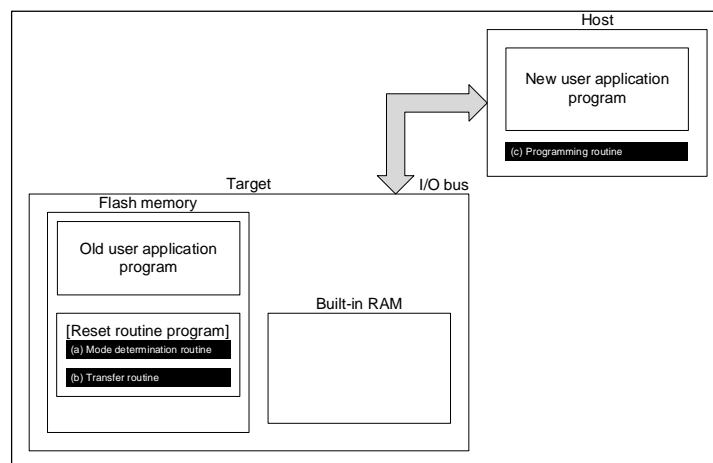 Host
New user application
program
(c) Programming routine
Target
I/O bus
Flash memory
Old user application
program
Built-in RAM
[Reset routine program]
(a) Mode determination routine
(b) Transfer routine